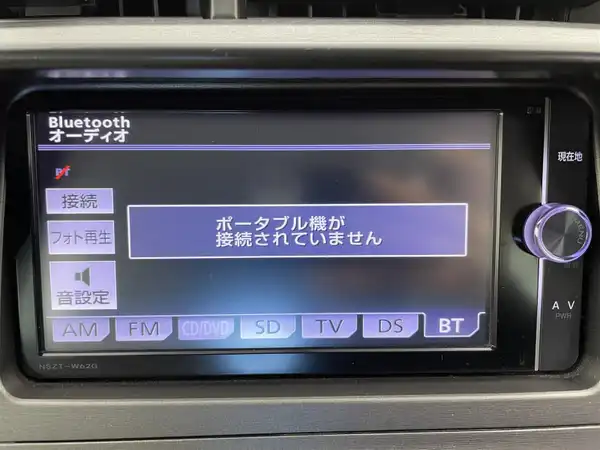 Bluetooth
オーディオ
BT
接続
フォト再生
音設定
ポータブル機が
接続されていません
現在地
MENU
A V
PWR
AM FM CD/DVD SD TV DS BT
NSZT-W62G